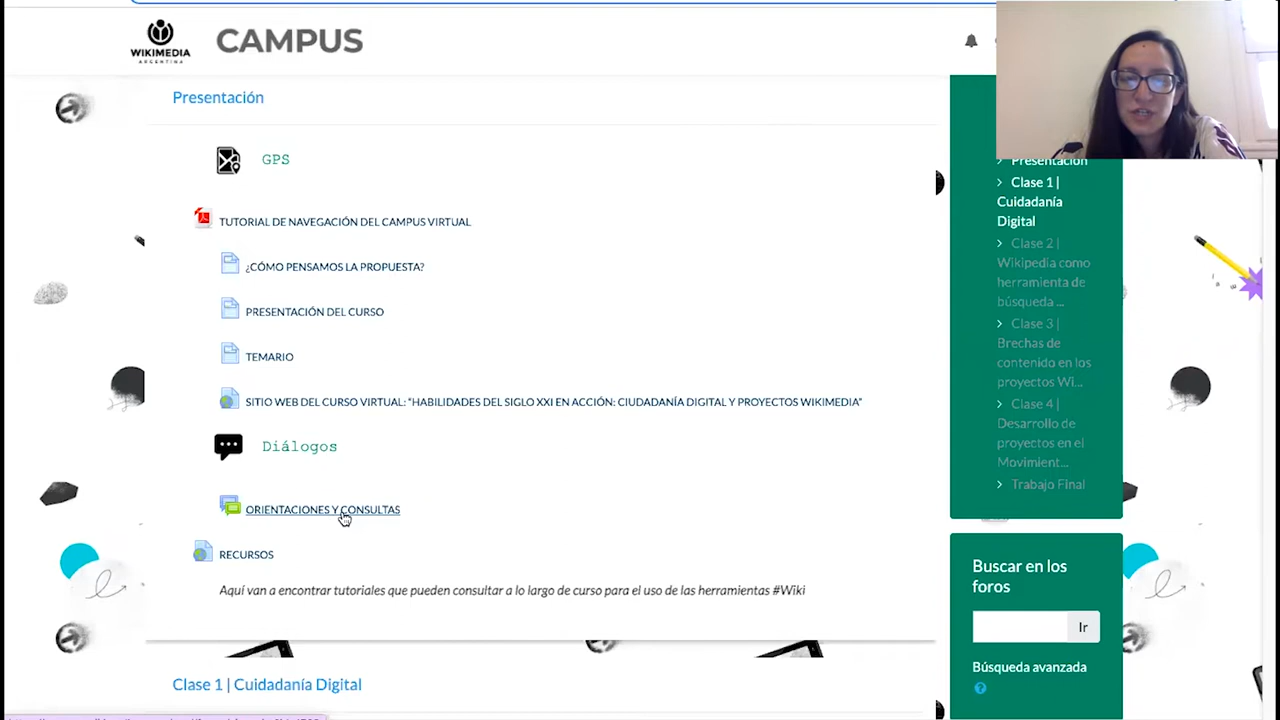 WIKIMEDIA
ARGENTINA
CAMPUS
Presentación
GPS
TUTORIAL DE NAVEGACIÓN DEL CAMPUS VIRTUAL
¿CÓMO PENSAMOS LA PROPUESTA?
PRESENTACIÓN DEL CURSO
TEMARIO
SITIO WEB DEL CURSO VIRTUAL: "HABILIDADES DEL SIGLO XXI EN ACCIÓN: CIUDADANÍA DIGITAL Y PROYECTOS WIKIMEDIA"
Diálogos
ORIENTACIONES Y CONSULTAS
RECURSOS
Aquí van a encontrar tutoriales que pueden consultar a lo largo de curso para el uso de las herramientas #Wiki
Clase 1 | Cuidadanía Digital
Presentación
Clase 1 |
Cuidadanía
Digital
Clase 2 |
Wikipedia como
herramienta de
búsqueda ...
Clase 3 |
Brechas de
contenido en los
proyectos Wi...
Clase 4 |
Desarrollo de
proyectos en el
Movimient...
Trabajo Final
Buscar en los
foros
Ir
Búsqueda avanzada